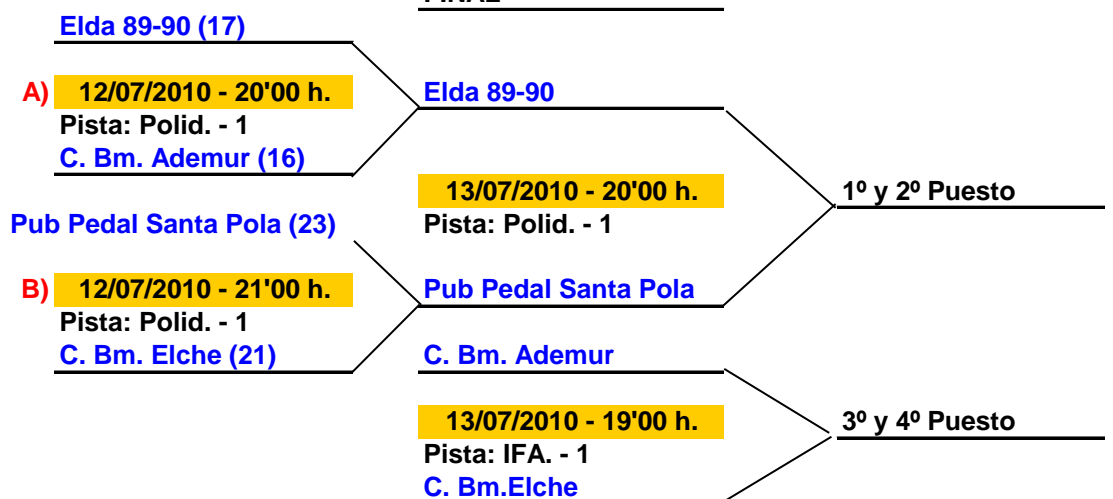 FINAL
Elda 89-90 (17)
A) 12/07/2010 - 20'00 h.
Pista: Polid. - 1
C. Bm. Ademur (16)
Pub Pedal Santa Pola (23)
B) 12/07/2010 - 21'00 h.
Pista: Polid. - 1
C. Bm. Elche (21)
Elda 89-90
13/07/2010 - 20'00 h.
Pista: Polid. - 1
Pub Pedal Santa Pola
1º y 2º Puesto
C. Bm. Ademur
13/07/2010 - 19'00 h.
Pista: IFA. - 1
C. Bm.Elche
3º y 4º Puesto